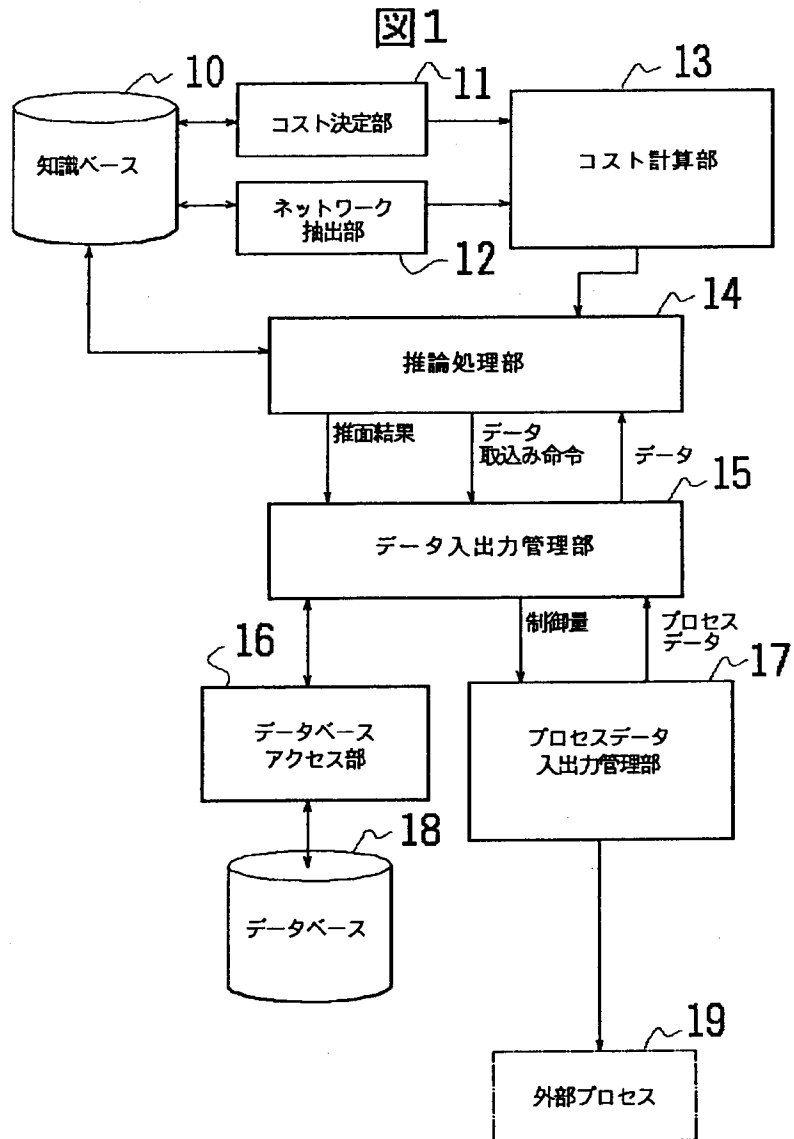 図1
10
11
13
知識ベース
コスト決定部
コスト計算部
ネットワーク
抽出部
12
14
推論処理部
推面結果
データ
取込み命令
データ
15
データ入出力管理部
制御量
プロセス
データ
16
17
データベース
アクセス部
プロセスデータ
入出力管理部
18
データベース
19
外部プロセス